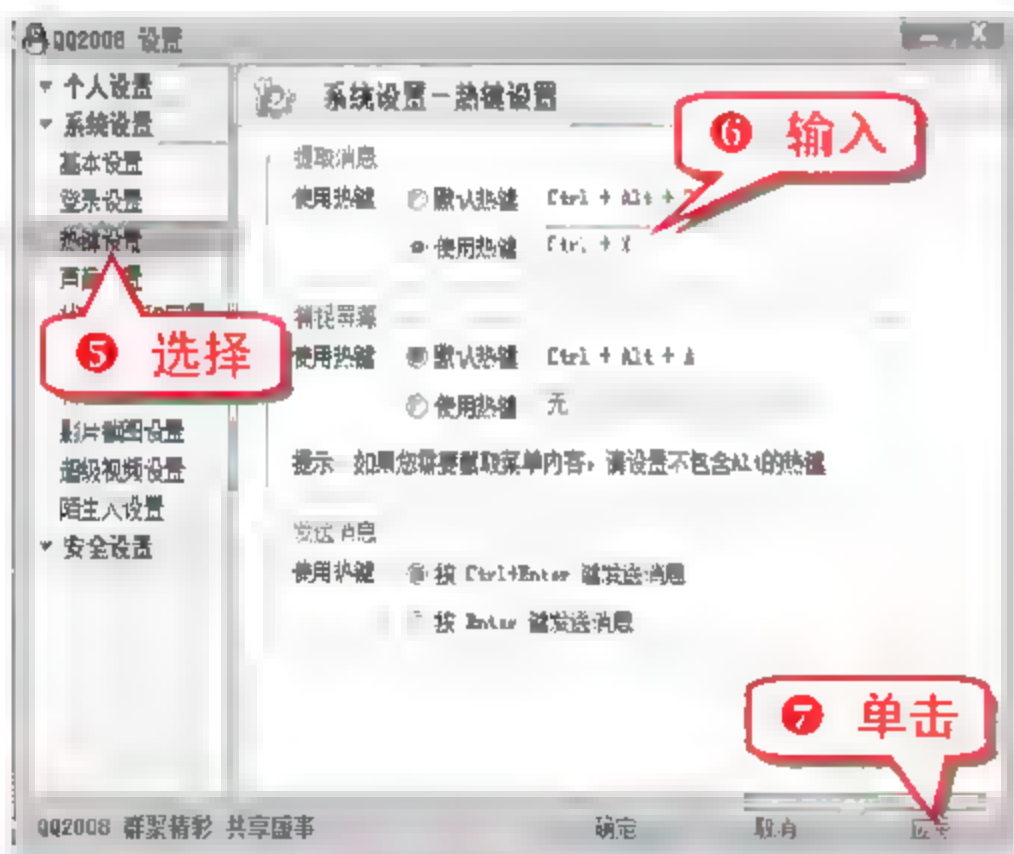 QQ2008 设置
个人设置
系统设置
基本设置
登录设置
热键设置
❺ 选择
影片截图设置
超级视频设置
陌生人设置
安全设置
系统设置－热键设置
❻ 输入
提取消息
使用热键 默认热键 Ctrl + Alt +
使用热键 Ctrl + X
捕捉屏幕
使用热键 默认热键 Ctrl + Alt + A
使用热键 无
提示 如果您需要截取菜单内容，请设置不包含Alt的热键
发送消息
使用热键 按 Ctrl+Enter 键发送消息
按 Enter 键发送消息
❼ 单击
QQ2008 群聚精彩 共享盛事
确定 取消 应用